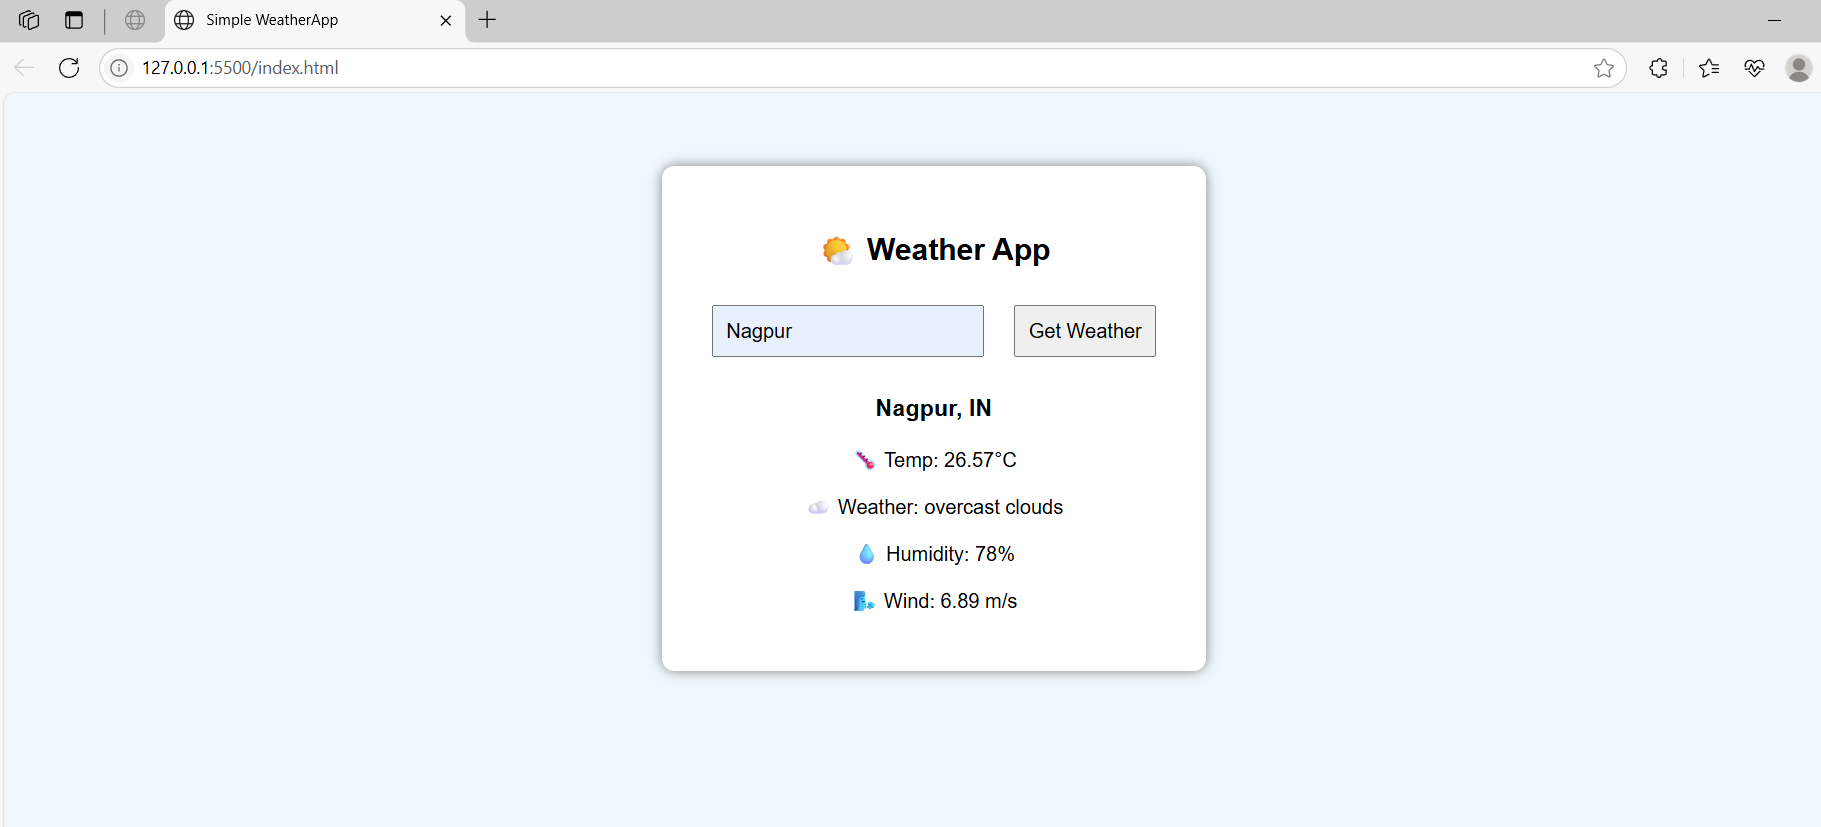 Simple WeatherApp
127.0.0.1:5500/index.html
Weather App
Nagpur
Get Weather
Nagpur, IN
Temp: 26.57°C
Weather: overcast clouds
Humidity: 78%
Wind: 6.89 m/s